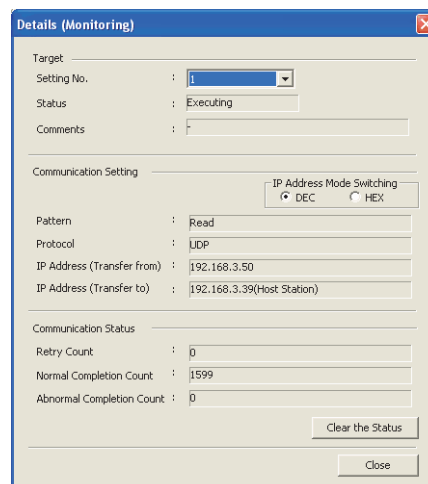 Details (Monitoring)
Target
Setting No. : 1
Status : Executing
Comments : -
Communication Setting
IP Address Mode Switching
DEC HEX
Pattern : Read
Protocol : UDP
IP Address (Transfer from) : 192.168.3.50
IP Address (Transfer to) : 192.168.3.39(Host Station)
Communication Status
Retry Count : 0
Normal Completion Count : 1599
Abnormal Completion Count : 0
Clear the Status
Close